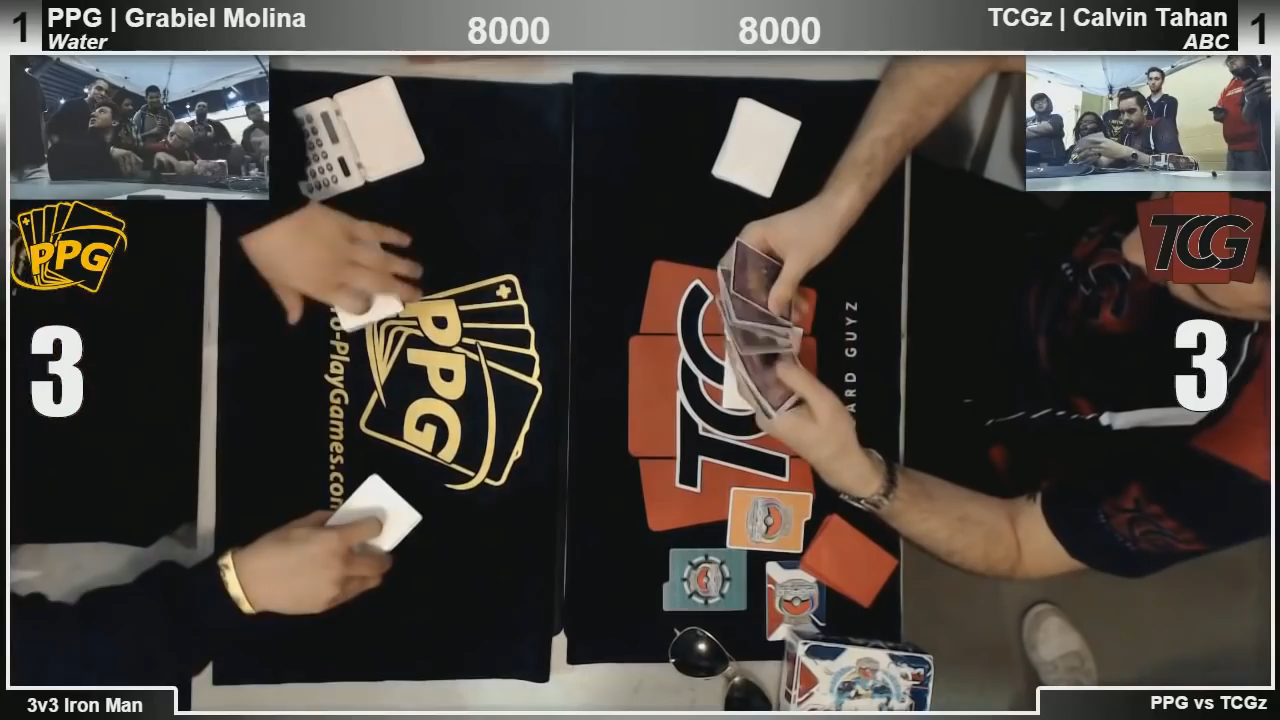 1 PPG | Grabiel Molina 8000 8000 TCGz | Calvin Tahan 1
Water ABC
PPG
TCG
3
3
PPG
TCG
ARD GUYZ
o-PlayGames.com
3v3 Iron Man PPG vs TCGz